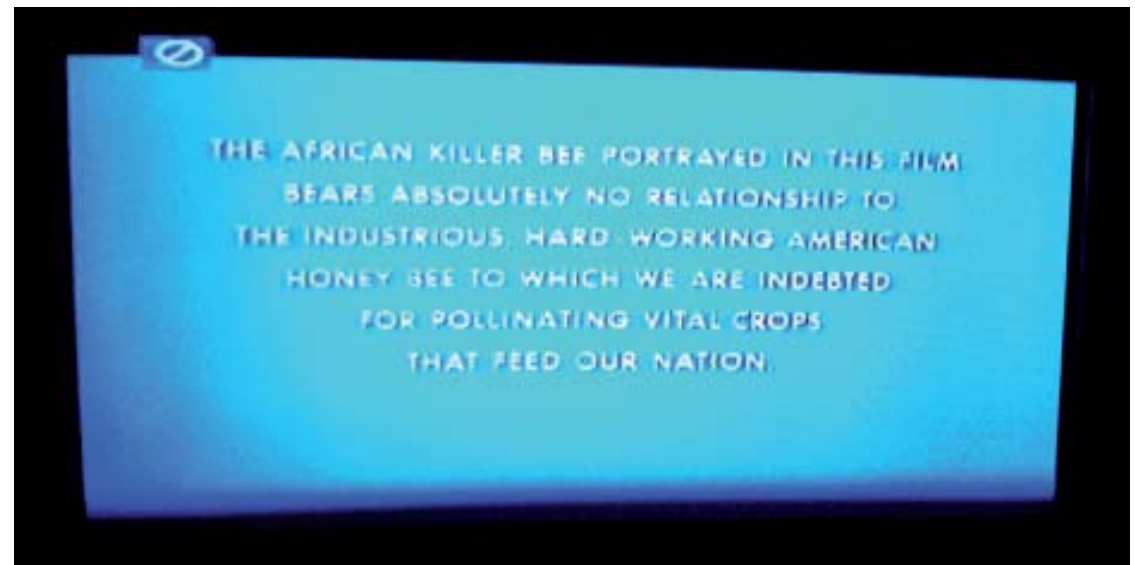 THE AFRICAN KILLER BEE PORTRAYED IN THIS FILM
BEARS ABSOLUTELY NO RELATIONSHIP TO
THE INDUSTRIOUS, HARD-WORKING AMERICAN
HONEY BEE TO WHICH WE ARE INDEBTED
FOR POLLINATING VITAL CROPS
THAT FEED OUR NATION.